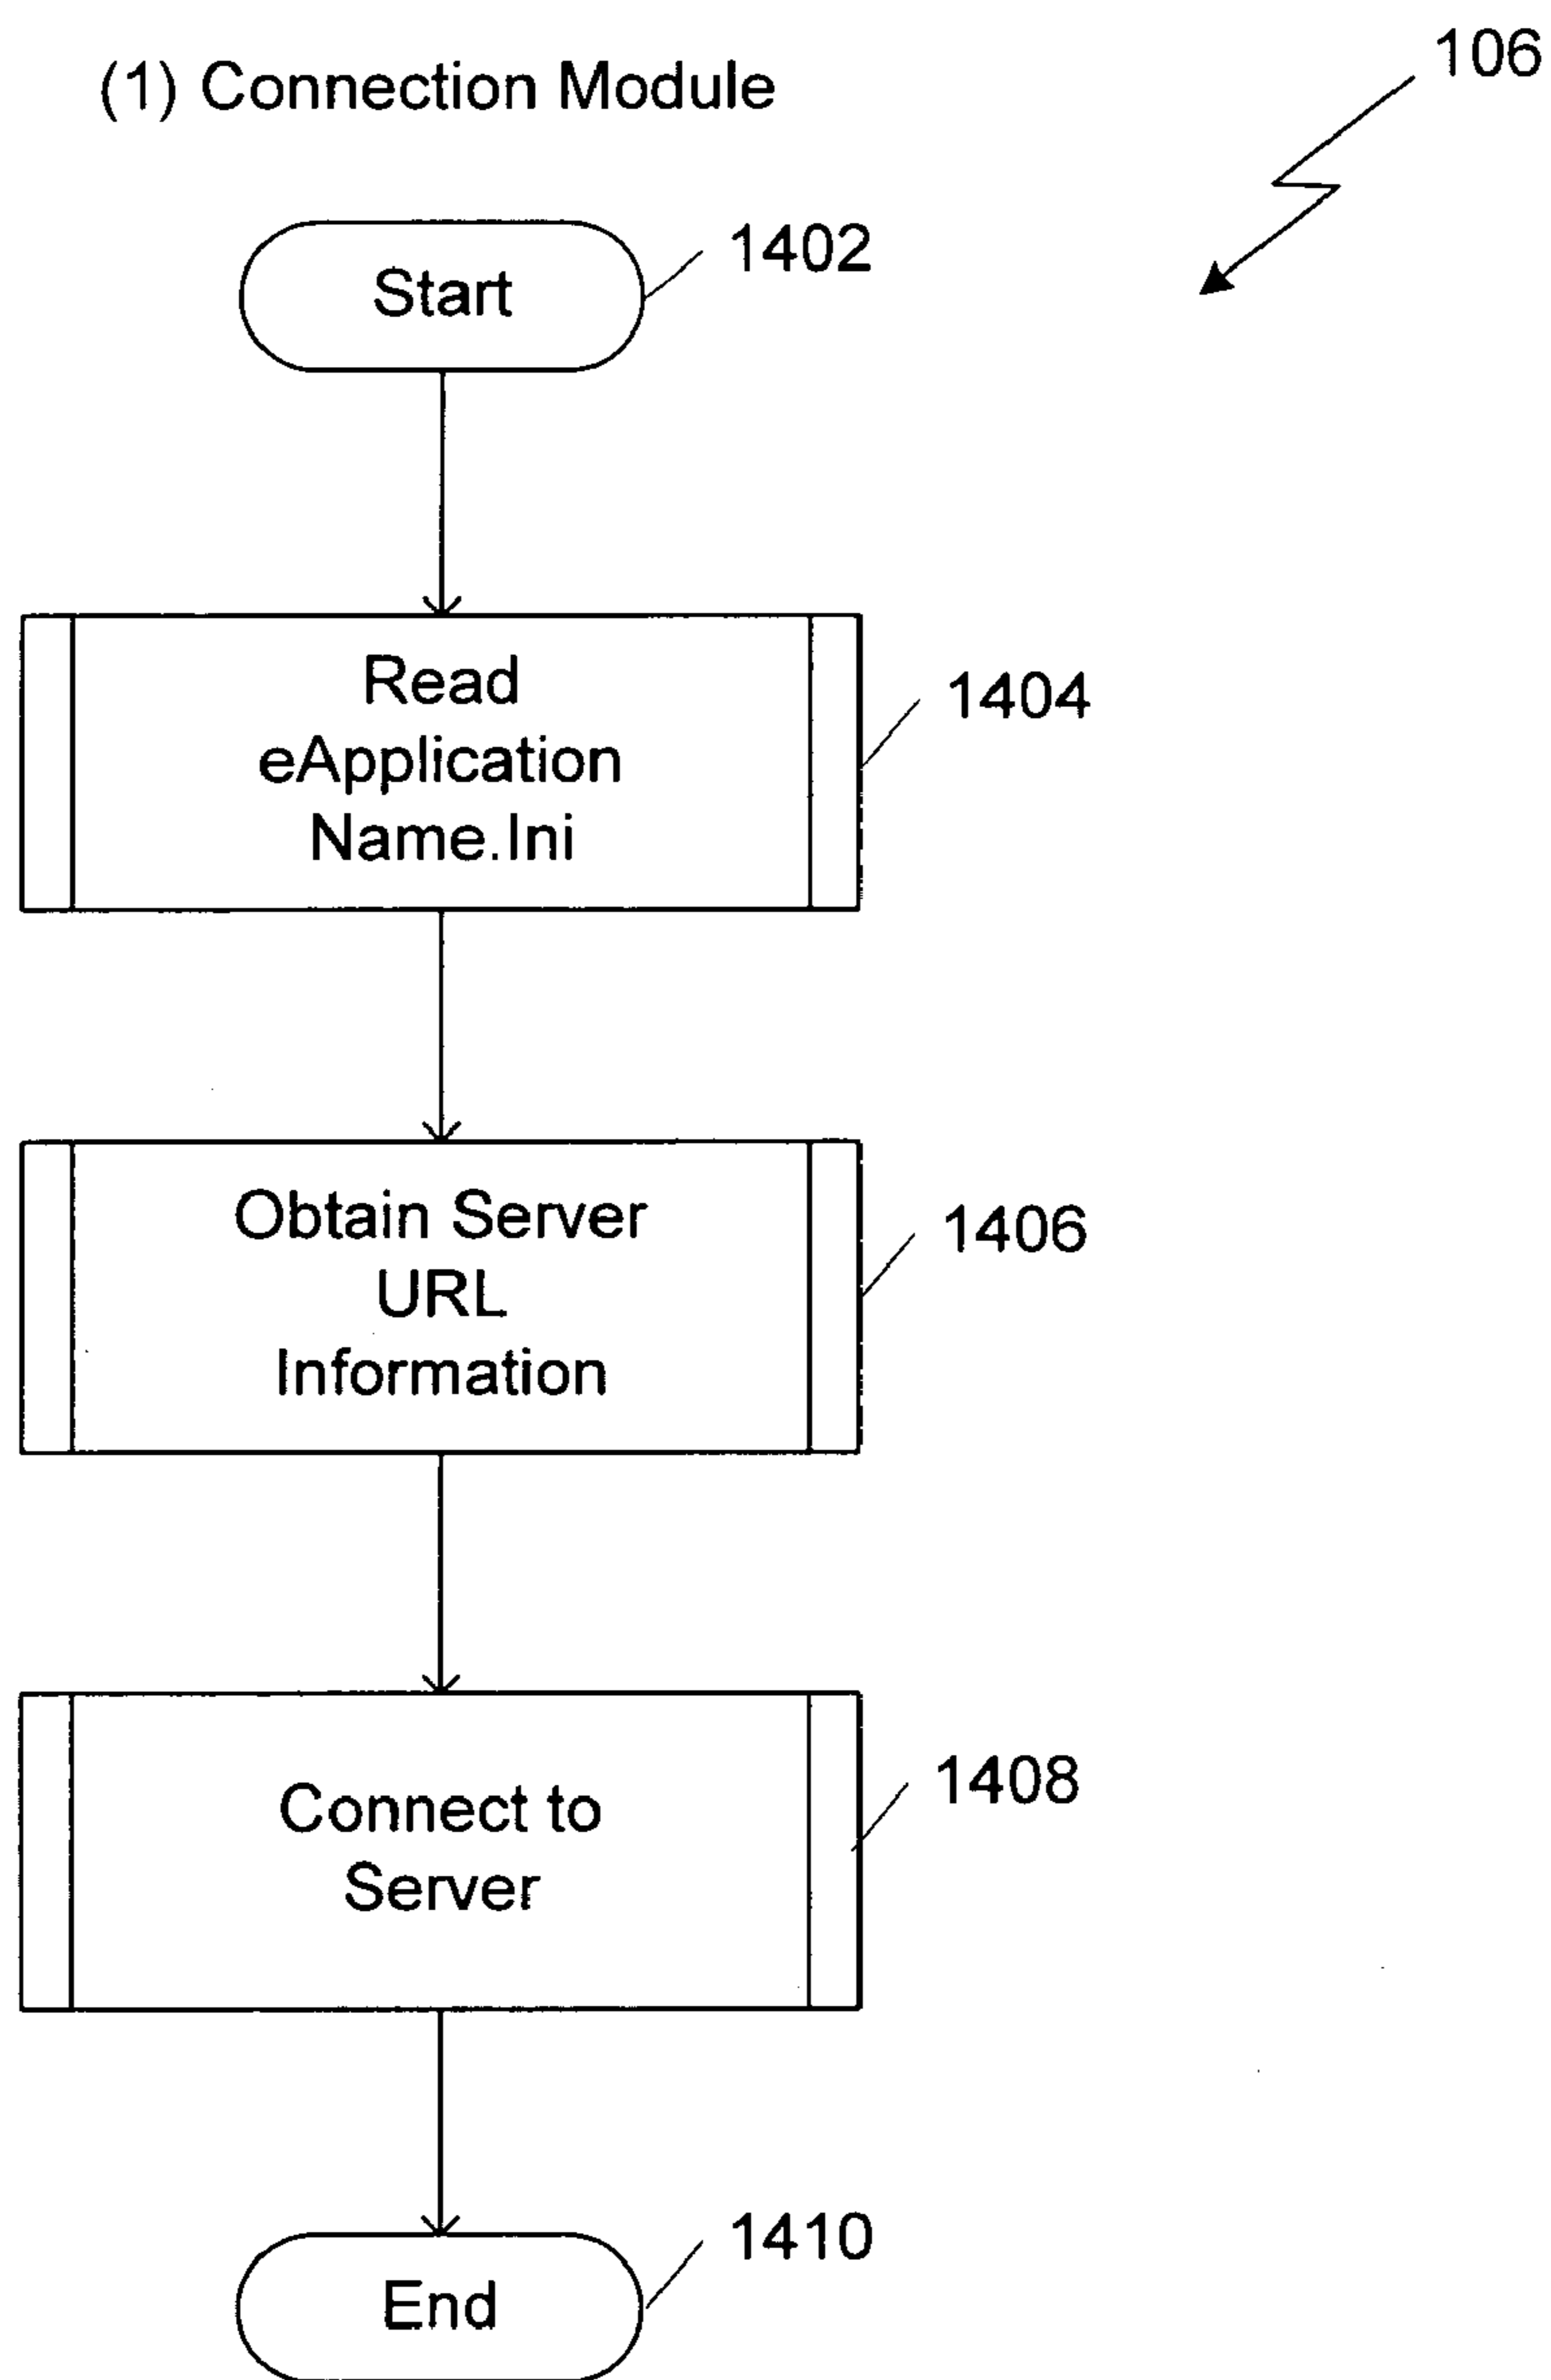 106
(1) Connection Module
1402
Start
1404
Read
eApplication
Name.Ini
1406
Obtain Server
URL
Information
1408
Connect to
Server
1410
End